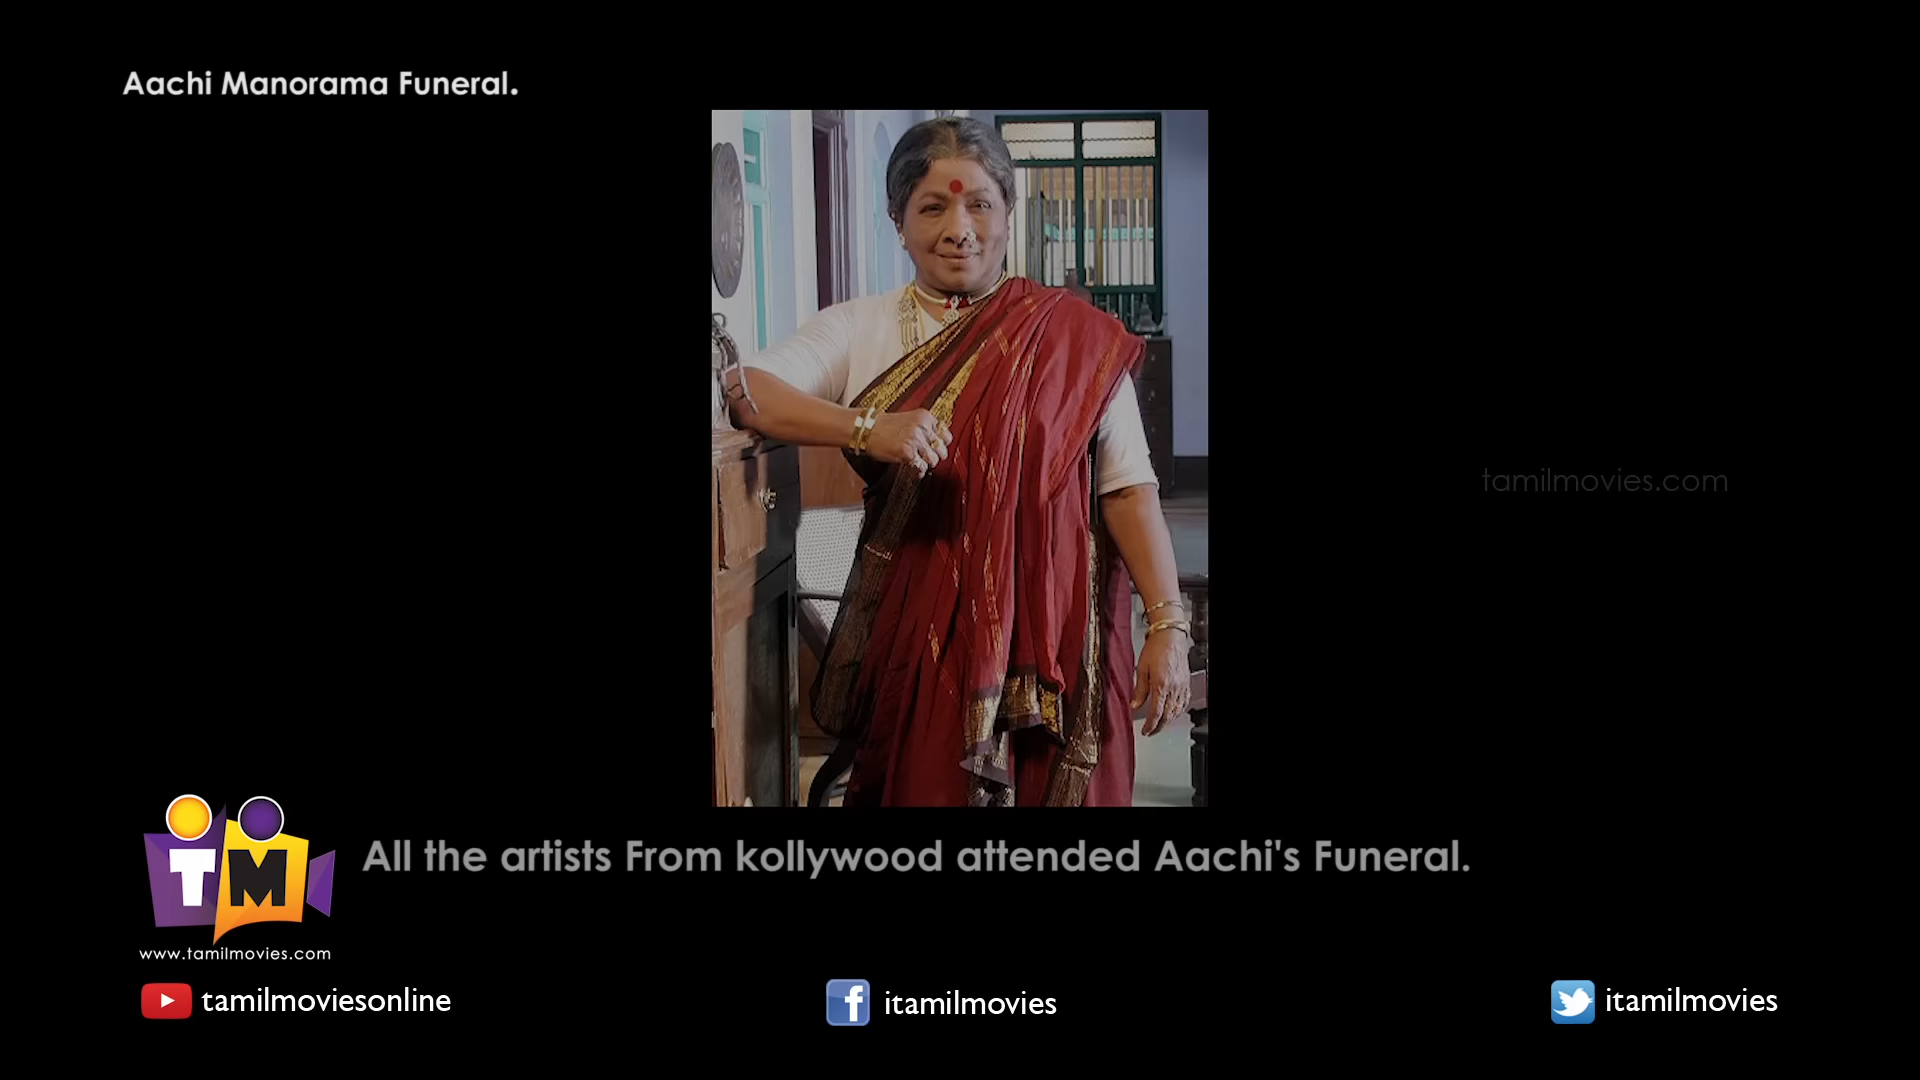 Aachi Manorama Funeral.
tamilmovies.com
TM
All the artists From kollywood attended Aachi's Funeral.
www.tamilmovies.com
tamilmoviesonline
itamilmovies
itamilmovies